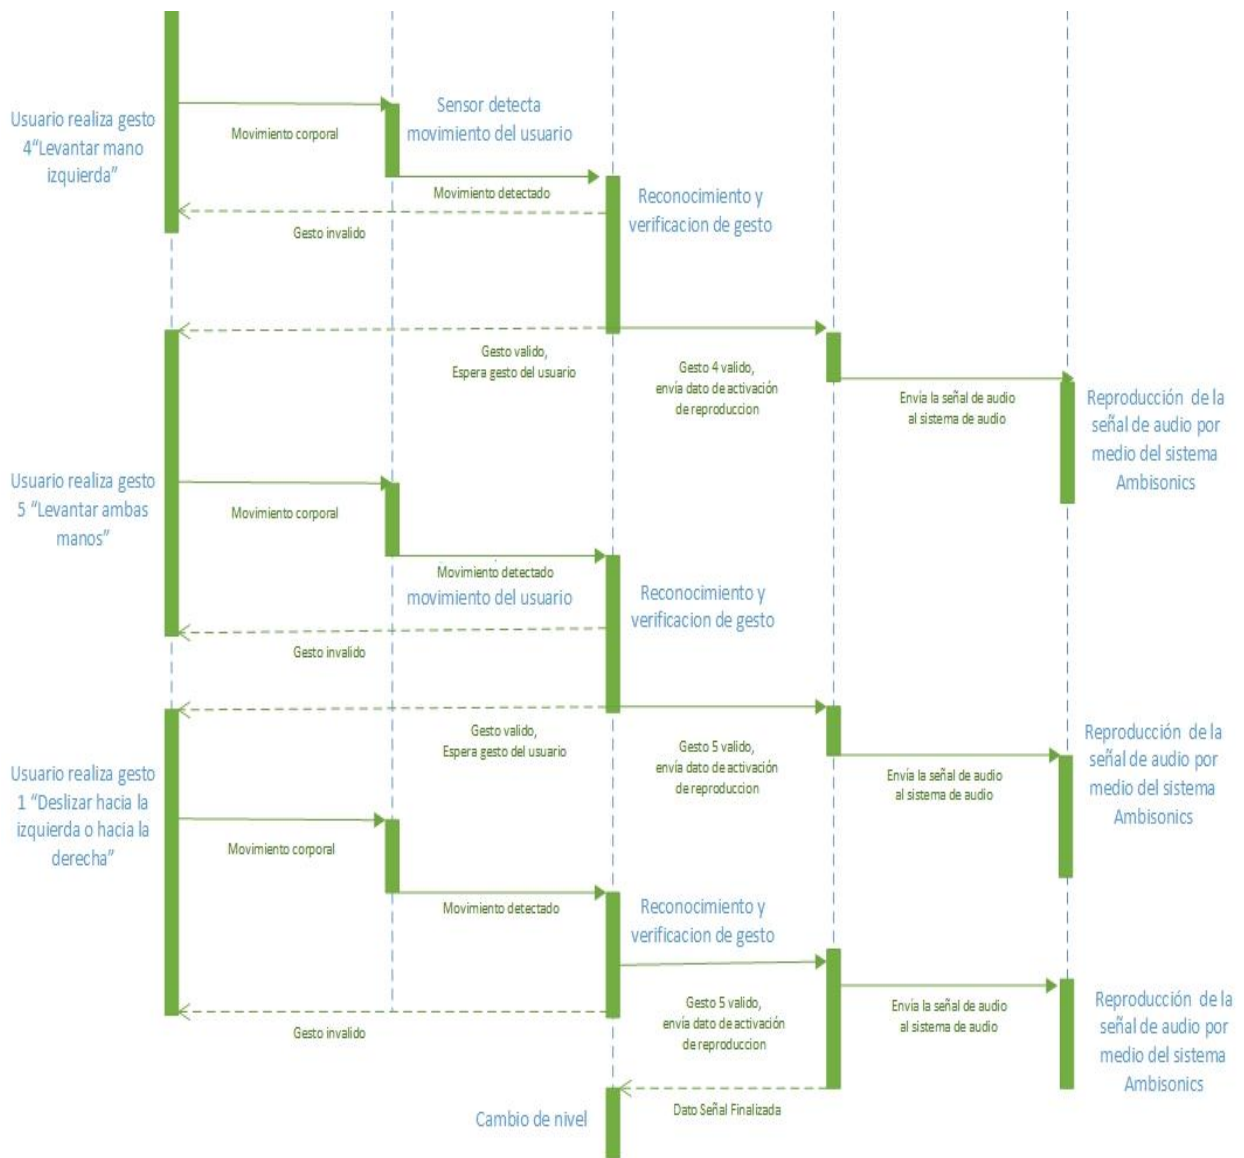 Usuario realiza gesto
4“Levantar mano
izquierda”
Movimiento corporal
Sensor detecta
movimiento del usuario
Movimiento detectado
Reconocimiento y
verificacion de gesto
Gesto invalido
Gesto valido,
Espera gesto del usuario
Gesto 4 valido,
envía dato de activación
de reproduccion
Envía la señal de audio
al sistema de audio
Reproducción de la
señal de audio por
medio del sistema
Ambisonics
Usuario realiza gesto
5 “Levantar ambas
manos”
Movimiento corporal
Movimiento detectado
movimiento del usuario
Reconocimiento y
verificacion de gesto
Gesto invalido
Gesto valido,
Espera gesto del usuario
Gesto 5 valido,
envía dato de activación
de reproduccion
Envía la señal de audio
al sistema de audio
Reproducción de la
señal de audio por
medio del sistema
Ambisonics
Usuario realiza gesto
1 “Deslizar hacia la
izquierda o hacia la
derecha”
Movimiento corporal
Movimiento detectado
Reconocimiento y
verificacion de gesto
Gesto invalido
Gesto 5 valido,
envía dato de activación
de reproduccion
Envía la señal de audio
al sistema de audio
Reproducción de la
señal de audio por
medio del sistema
Ambisonics
Dato Señal Finalizada
Cambio de nivel